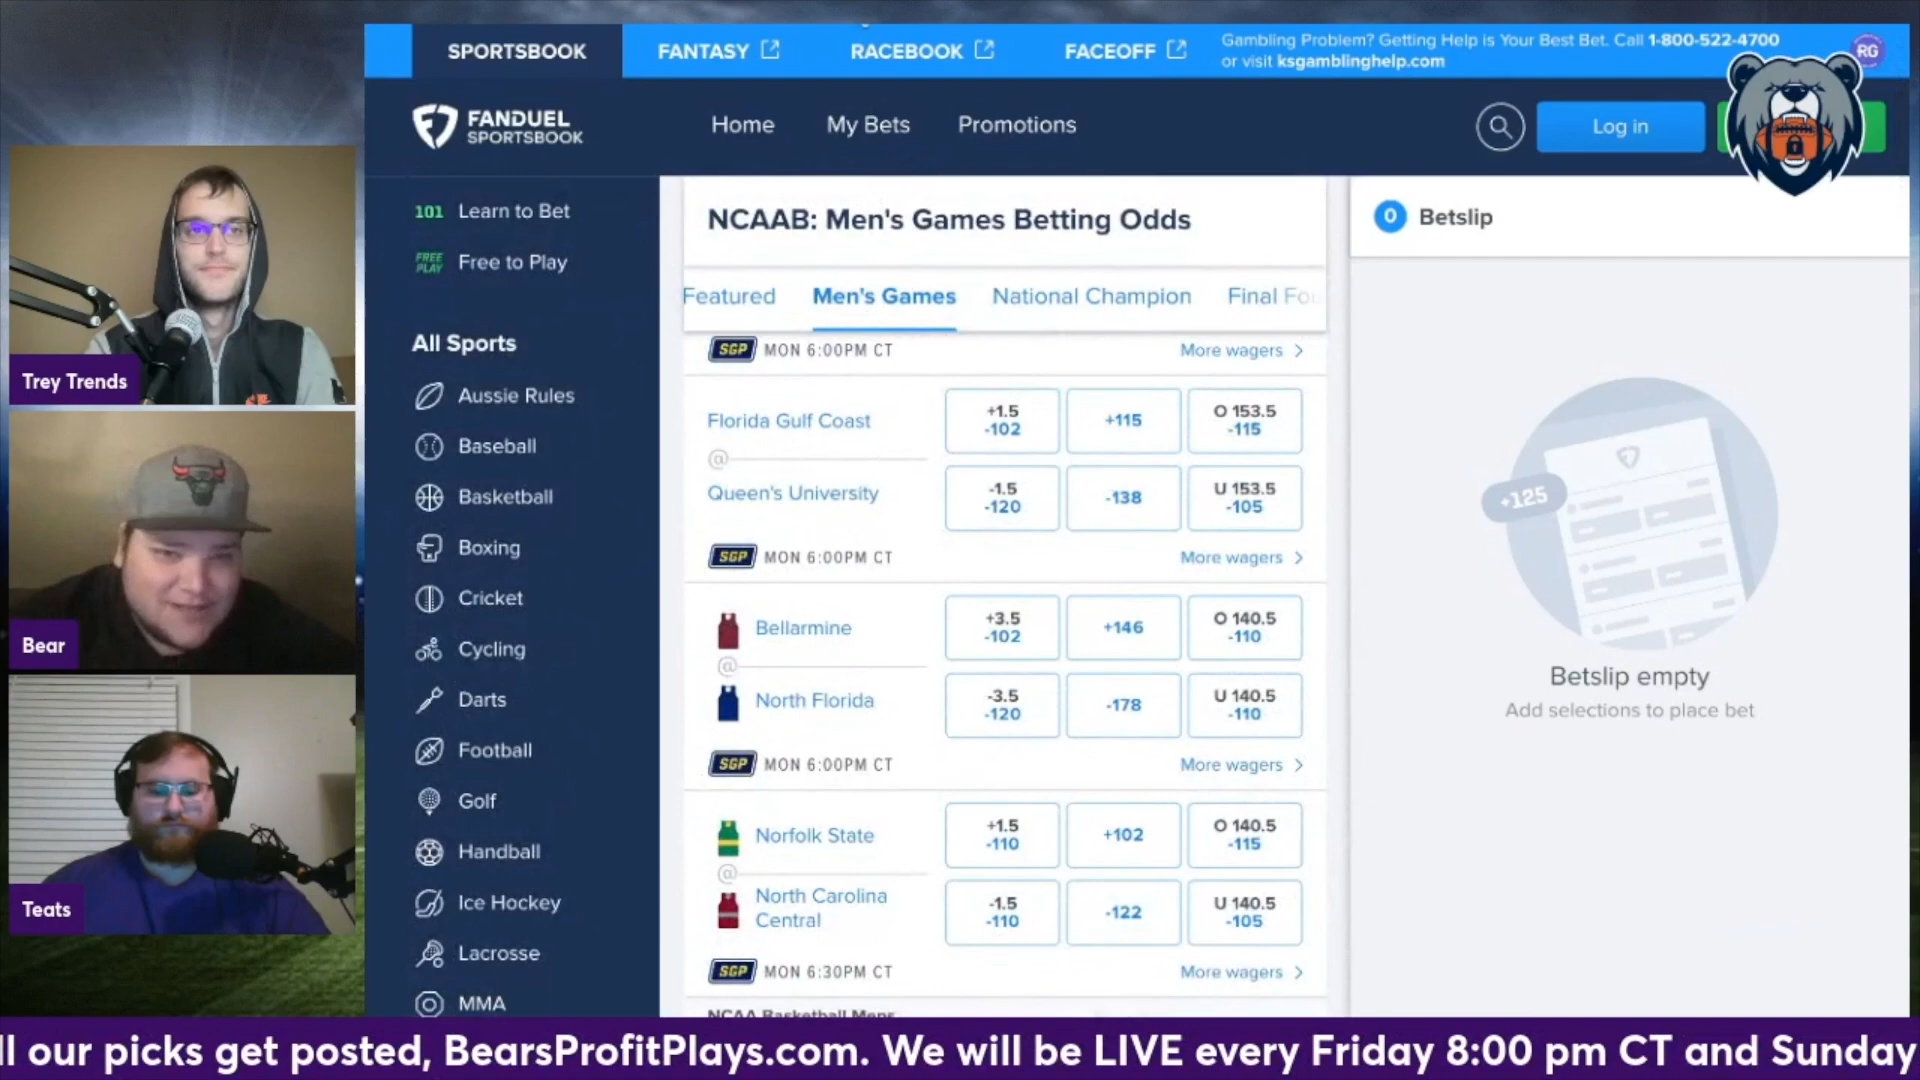 SPORTSBOOK
FANTASY
RACEBOOK
FACEOFF
Gambling Problem? Getting Help is Your Best Bet. Call 1-800-522-4700
or visit ksgamblinghelp.com
RG
FANDUEL
SPORTSBOOK
Home
My Bets
Promotions
Log in
101 Learn to Bet
FREE PLAY Free to Play
All Sports
Aussie Rules
Baseball
Basketball
Boxing
Cricket
Cycling
Darts
Football
Golf
Handball
Ice Hockey
Lacrosse
MMA
Trey Trends
Bear
Teats
NCAAB: Men's Games Betting Odds
Featured
Men's Games
National Champion
Final Fo
SGP MON 6:00PM CT
More wagers >
Florida Gulf Coast
+1.5
-102
+115
O 153.5
-115
@
Queen's University
-1.5
-120
-138
U 153.5
-105
SGP MON 6:00PM CT
More wagers >
Bellarmine
+3.5
-102
+146
O 140.5
-110
@
North Florida
-3.5
-120
-178
U 140.5
-110
SGP MON 6:00PM CT
More wagers >
Norfolk State
+1.5
-110
+102
O 140.5
-115
@
North Carolina
Central
-1.5
-110
-122
U 140.5
-105
SGP MON 6:30PM CT
More wagers >
NCAA Basketball Mens
0 Betslip
+125
Betslip empty
Add selections to place bet
ll our picks get posted, BearsProfitPlays.com. We will be LIVE every Friday 8:00 pm CT and Sunday